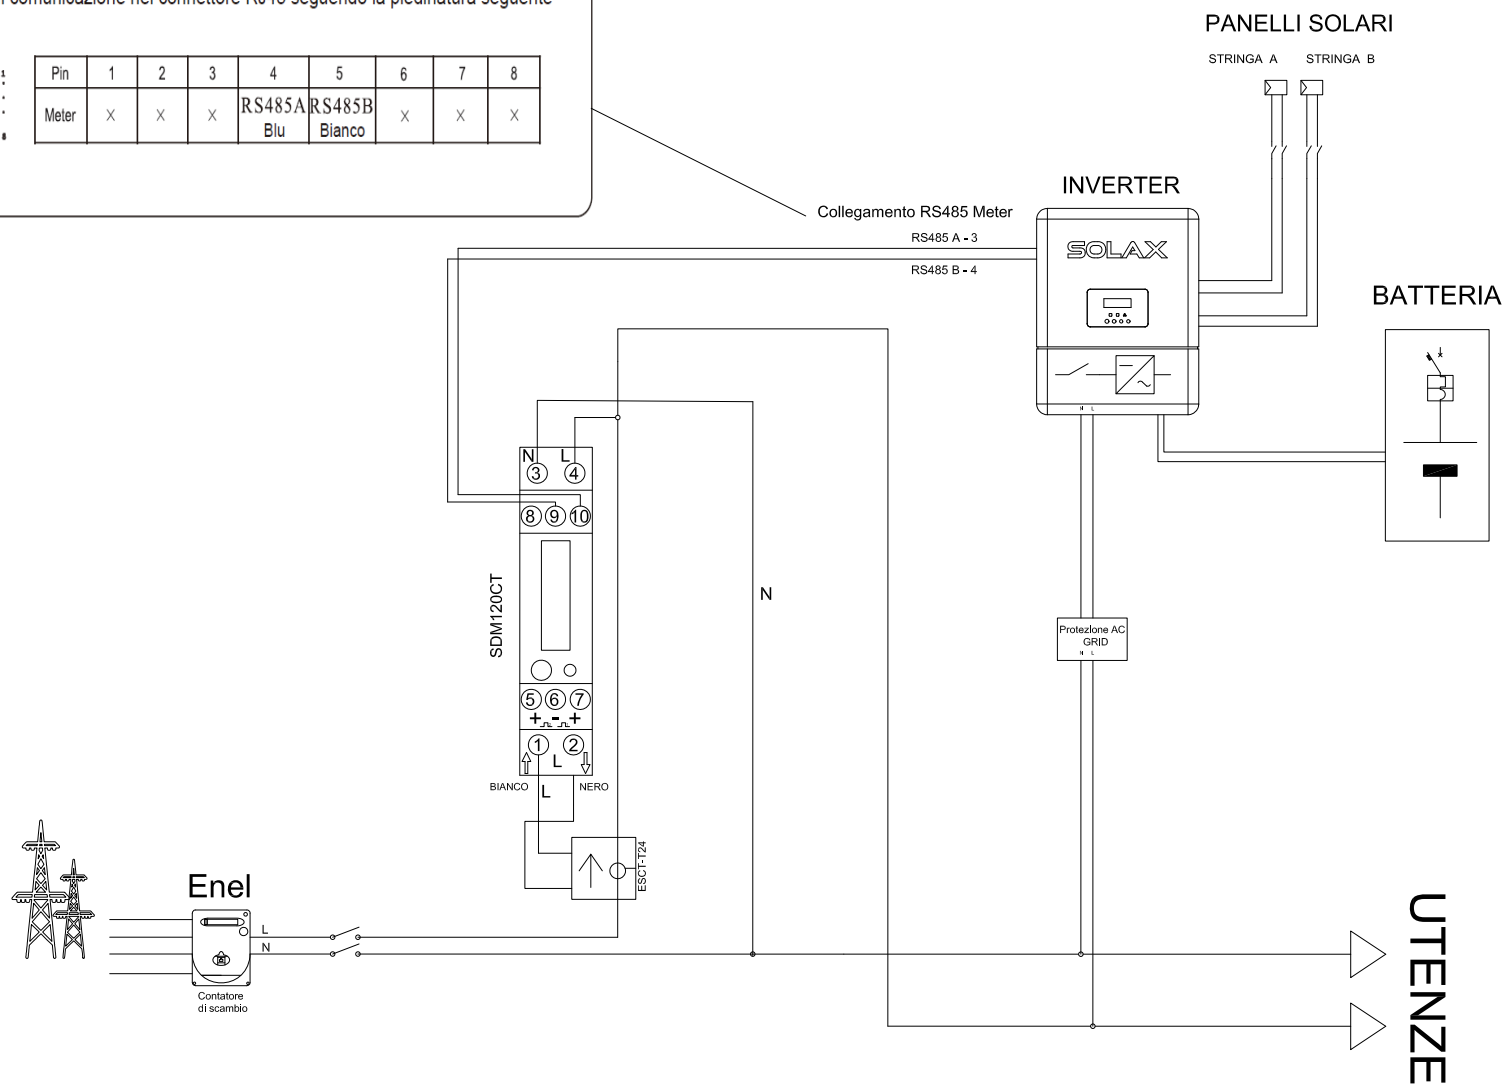 comunicazione nel connettore RJ45 seguendo la piedinatura seguente
Pin 1 2 3 4 5 6 7 8
Meter X X X RS485A RS485B X X X
Blu Bianco
1
8
PANELLI SOLARI
STRINGA A STRINGA B
INVERTER
Collegamento RS485 Meter
RS485 A - 3
RS485 B - 4
SOLAX
N L
BATTERIA
N L
3 4
8 9 10
SDM120CT
N
Protezione AC
GRID
N L
5 6 7
+ - +
1 2
L
BIANCO L NERO
ESCT-T24
Enel
L
N
Contatore
di scambio
UTENZE